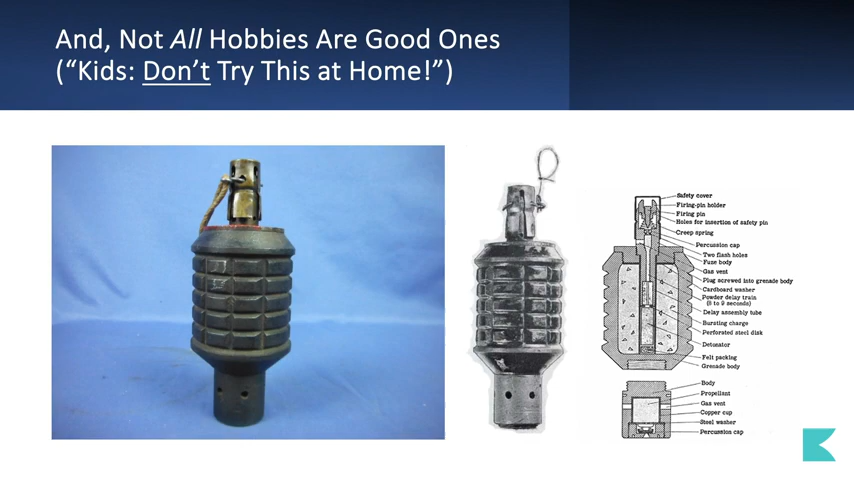 And, Not All Hobbies Are Good Ones
(“Kids: Don’t Try This at Home!”)
Safety cover
Firing-pin holder
Firing pin
Holes for insertion of safety pin
Creep spring
Percussion cap
Two flash holes
Fuze body
Gas vent
Plug screwed into grenade body
Cardboard washer
Powder delay train
(8 to 9 seconds)
Delay assembly tube
Bursting charge
Perforated steel disk
Detonator
Felt packing
Grenade body
Body
Propellant
Gas vent
Copper cup
Steel washer
Percussion cap